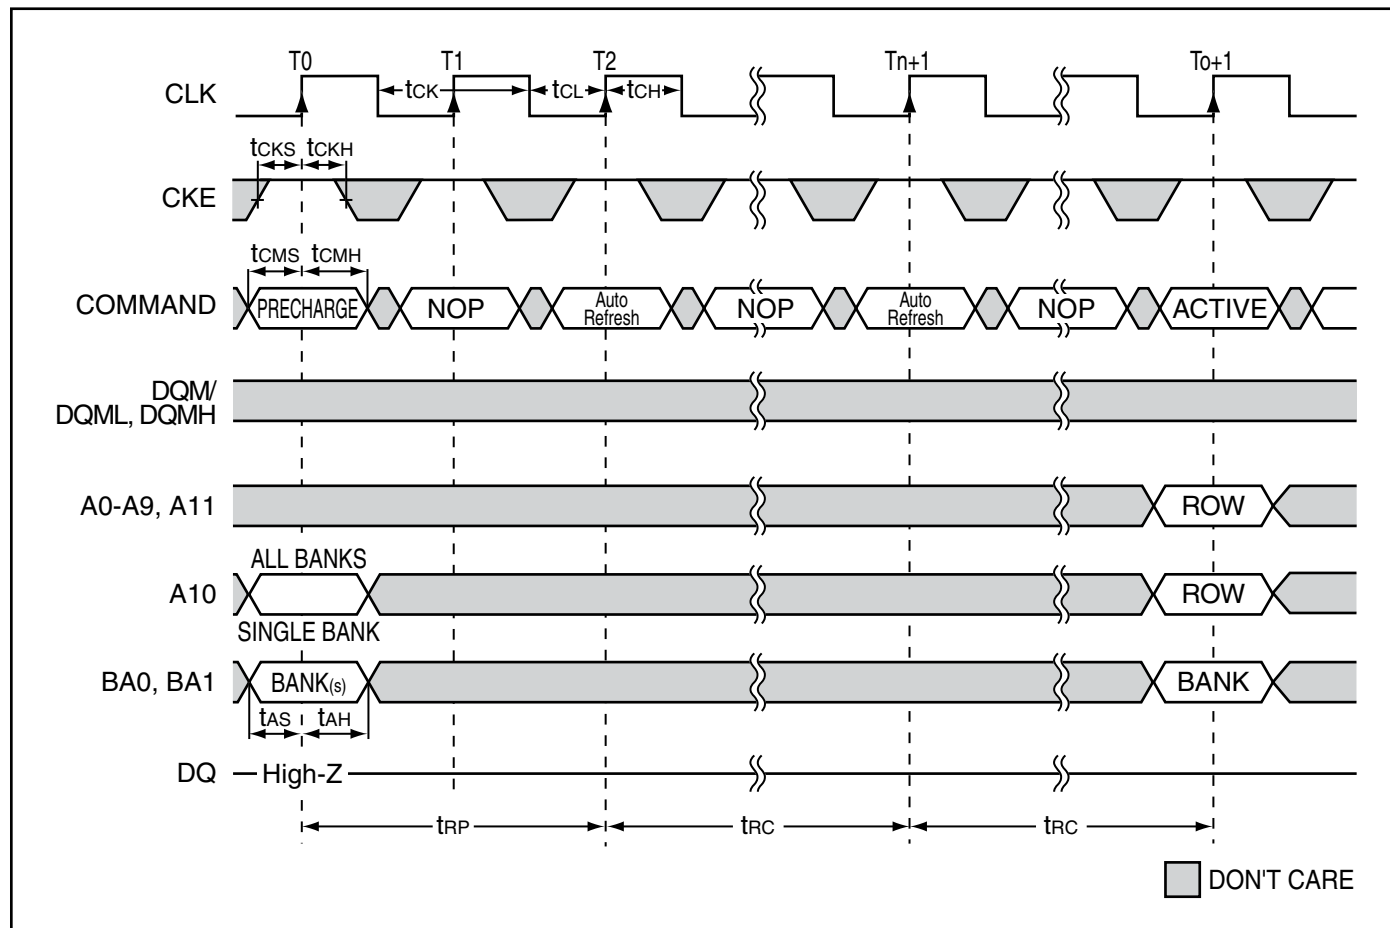 T0 T1 T2 Tn+1 To+1
CLK tCK tCL tCH
tCKS tCKH
CKE
tCMS tCMH
COMMAND PRECHARGE NOP Auto Refresh NOP Auto Refresh NOP ACTIVE
DQM/
DQML, DQMH
A0-A9, A11 ROW
ALL BANKS
A10 ROW
SINGLE BANK
BA0, BA1 BANK(s) BANK
tAS tAH
DQ High-Z
tRP tRC tRC
DON'T CARE